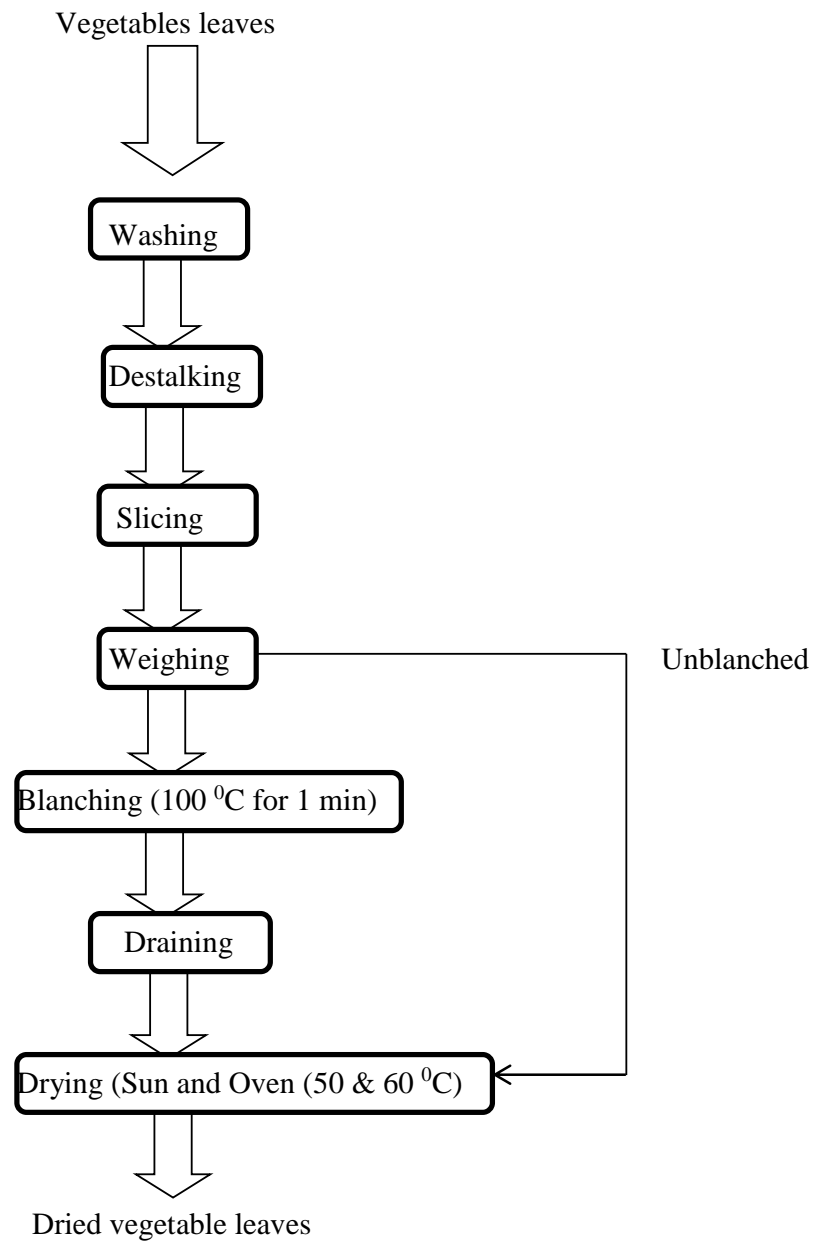 Vegetables leaves
Washing
Destalking
Slicing
Weighing
Unblanched
Blanching (100 ⁰C for 1 min)
Draining
Drying (Sun and Oven (50 & 60 ⁰C)
Dried vegetable leaves